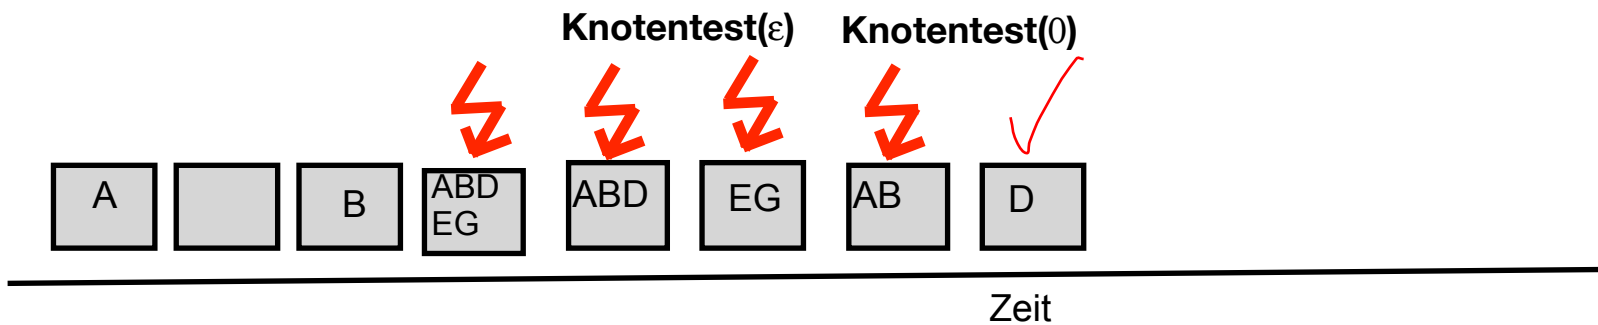 Knotentest(ε) Knotentest(0)
A B ABD ABD EG AB D
EG
Zeit